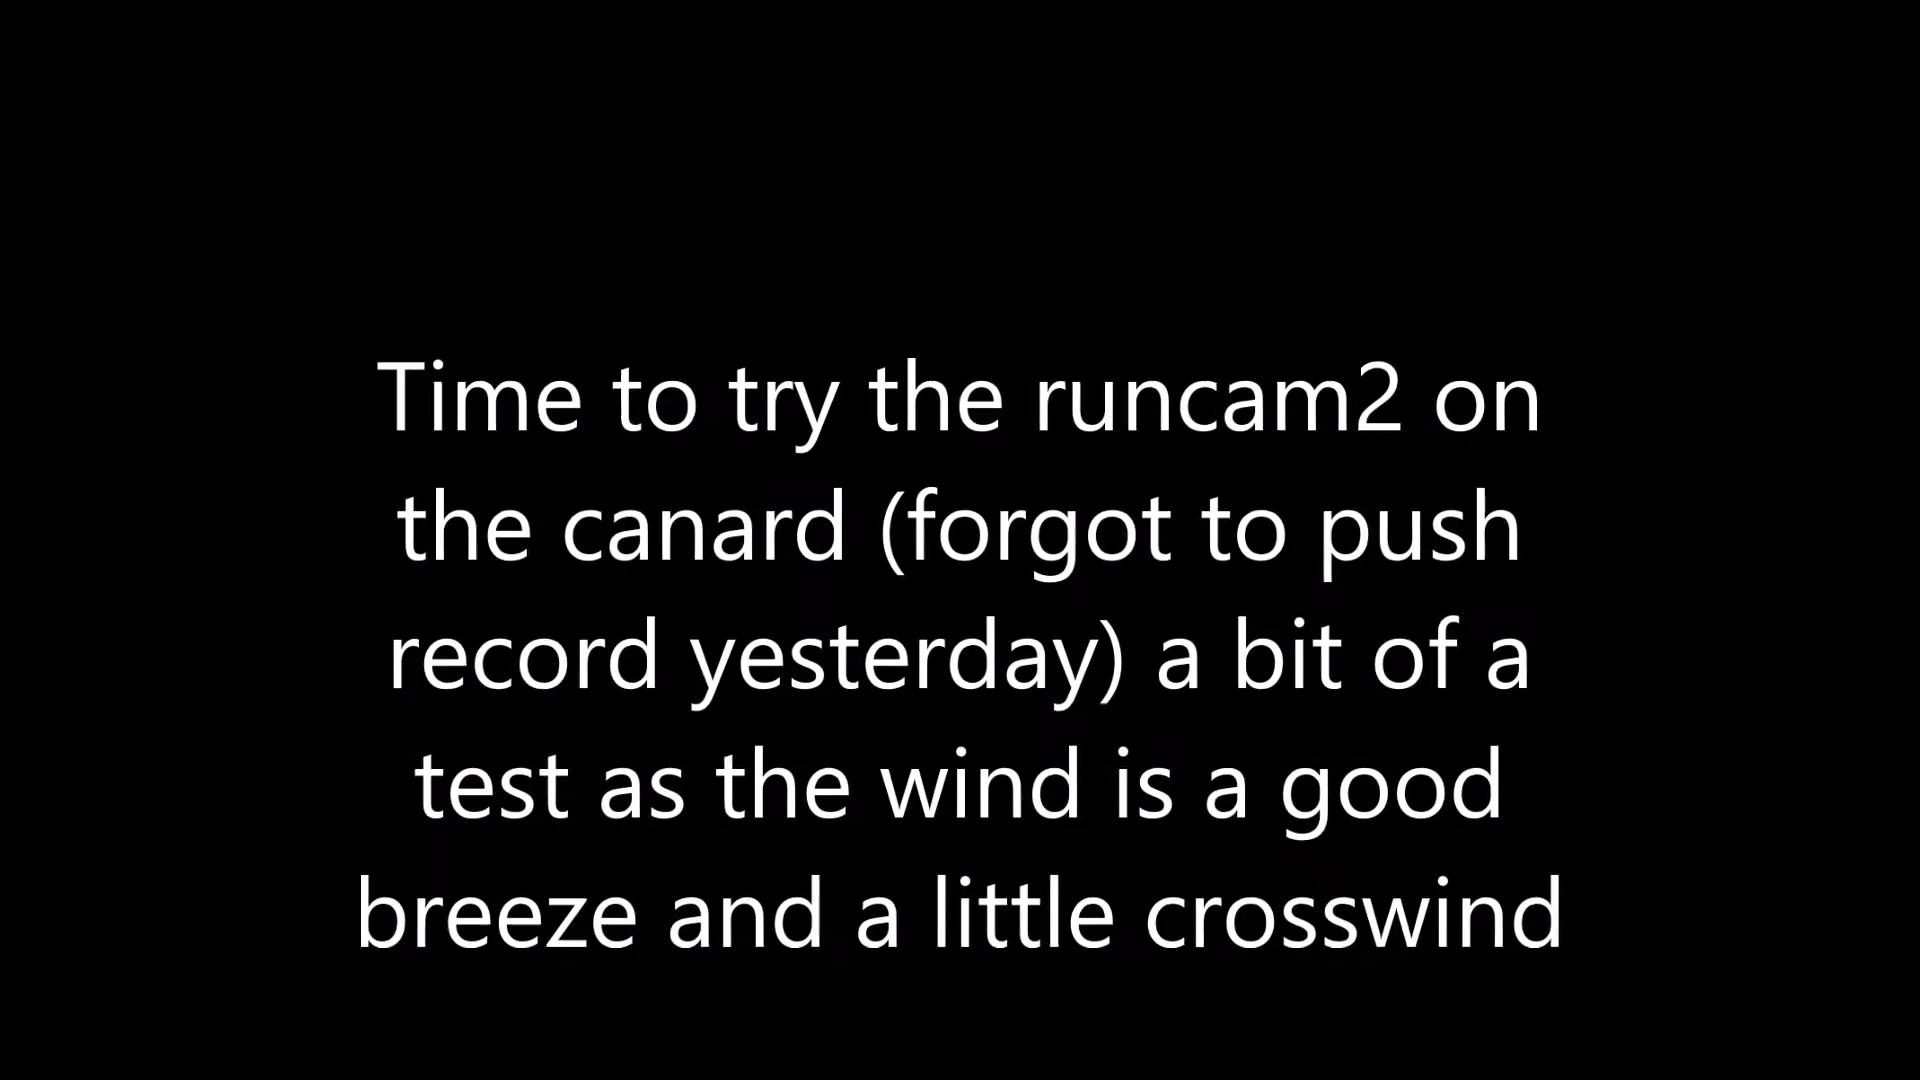 Time to try the runcam2 on
the canard (forgot to push
record yesterday) a bit of a
test as the wind is a good
breeze and a little crosswind